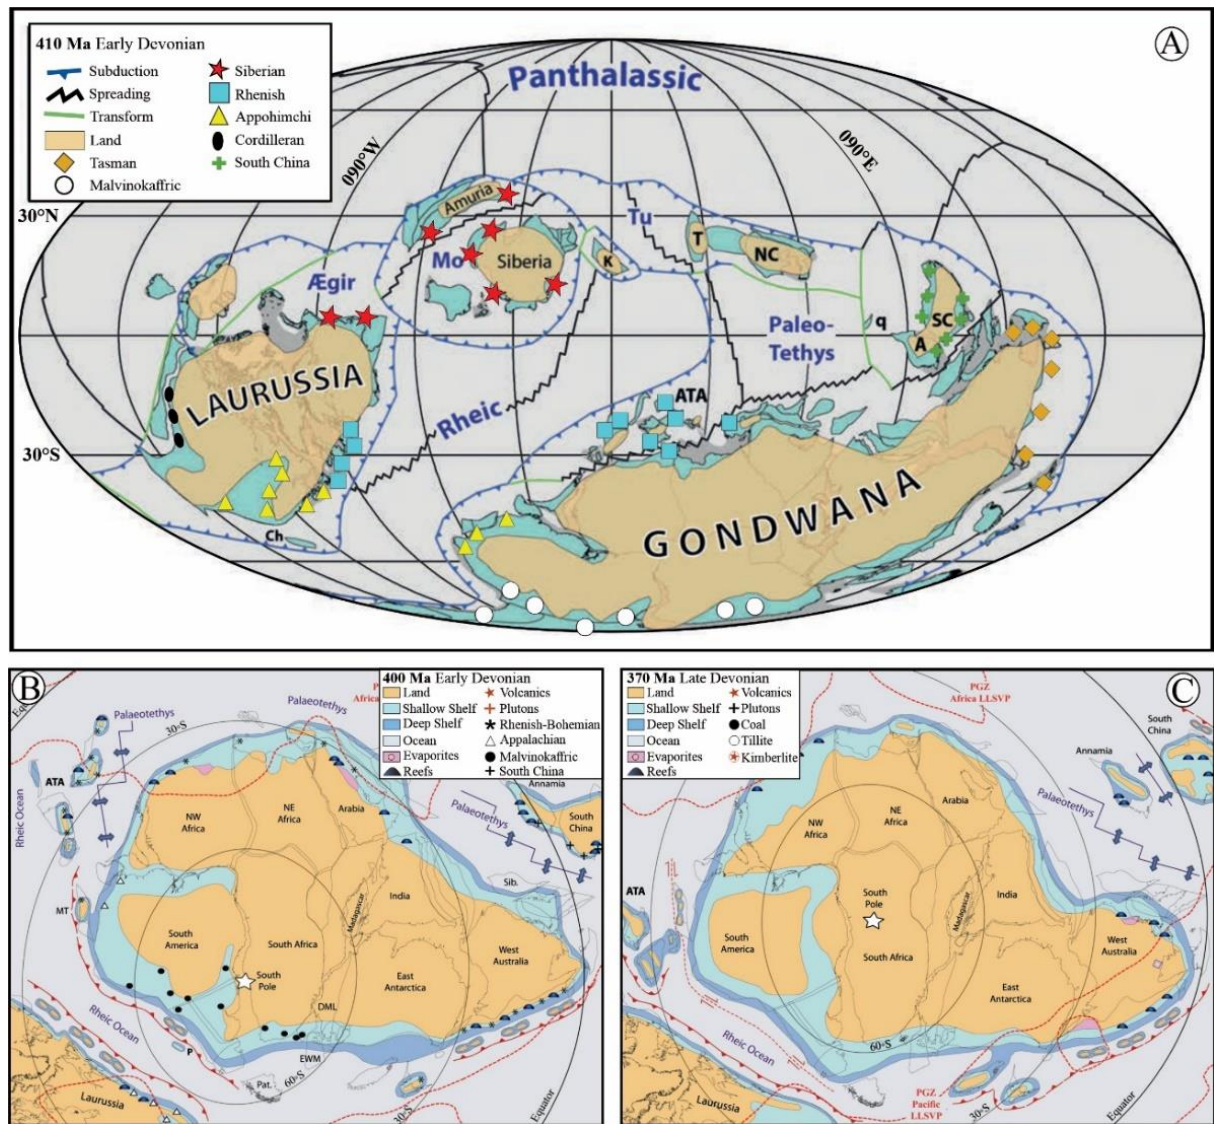 A
410 Ma Early Devonian
Subduction
Spreading
Transform
Land
Tasman
Malvinokaffric
Siberian
Rhenish
Appohimchi
Cordilleran
South China
Panthalassic
090°W
090°E
30°N
30°S
Amuria
Mo
Siberia
K
Tu
T
NC
Ægir
LAURUSSIA
Rheic
ATA
Paleo-
Tethys
q
SC
A
GONDWANA
Ch
B
400 Ma Early Devonian
Land
Shallow Shelf
Deep Shelf
Ocean
Evaporites
Reefs
Volcanics
Plutons
Rhenish-Bohemian
Appalachian
Malvinokaffric
South China
Palaeotethys
Palaeotethys
30°S
ATA
Rheic Ocean
NW
Africa
NE
Africa
Arabia
Palaeotethys
Annamia
South
China
Sib.
India
MT
South
America
South Africa
Madagascar
West
Australia
South
Pole
East
Antarctica
DML
Rheic Ocean
P
EWM
Pat.
60°S
Laurussia
30°S
Equator
C
370 Ma Late Devonian
Land
Shallow Shelf
Deep Shelf
Ocean
Evaporites
Reefs
Volcanics
Plutons
Coal
Tillite
Kimberlite
PGZ
Africa LLSVP
South
China
Annamia
Palaeotethys
NW
Africa
NE
Africa
Arabia
ATA
South
Pole
India
Madagascar
South
America
South Africa
West
Australia
East
Antarctica
Rheic Ocean
60°S
Laurussia
PGZ
Pacific
LLSVP
30°S
Equator